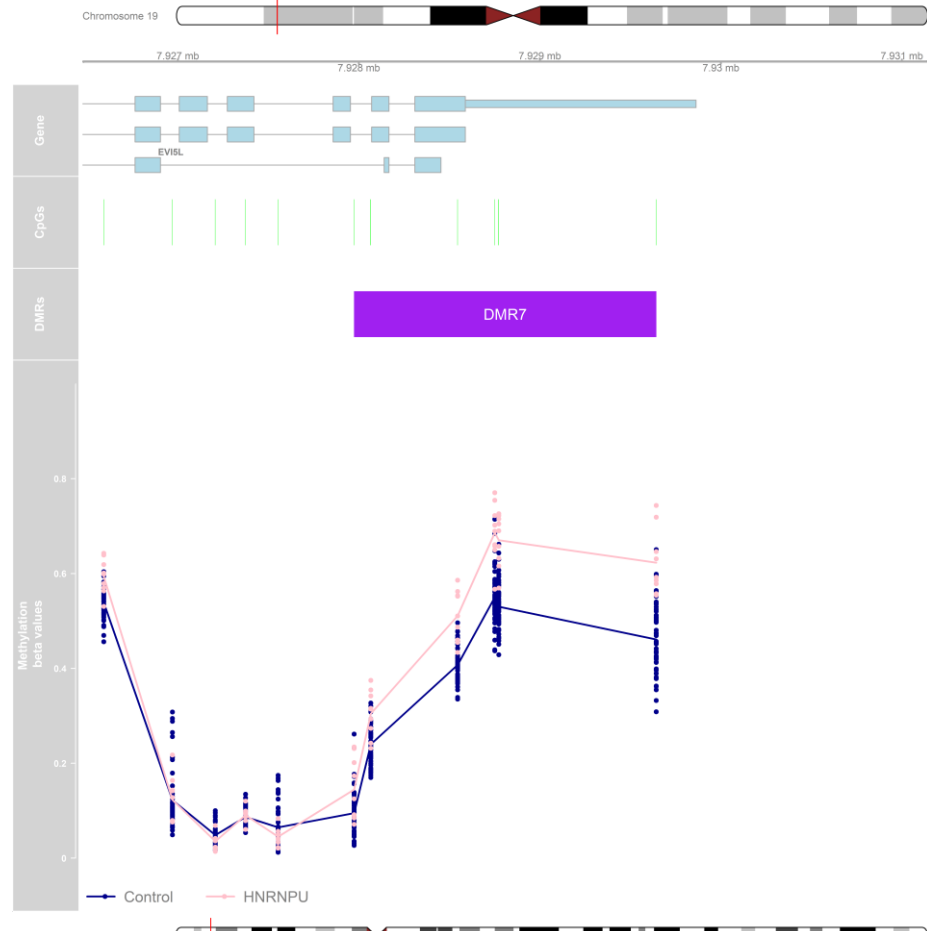 Chromosome 19
7.927 mb
7.929 mb
7.931 mb
7.928 mb
7.93 mb
Gene
EVI5L
CpGs
DMRs
DMR7
Methylation
beta values
0.8
0.6
0.4
0.2
0
Control
HNRNPU